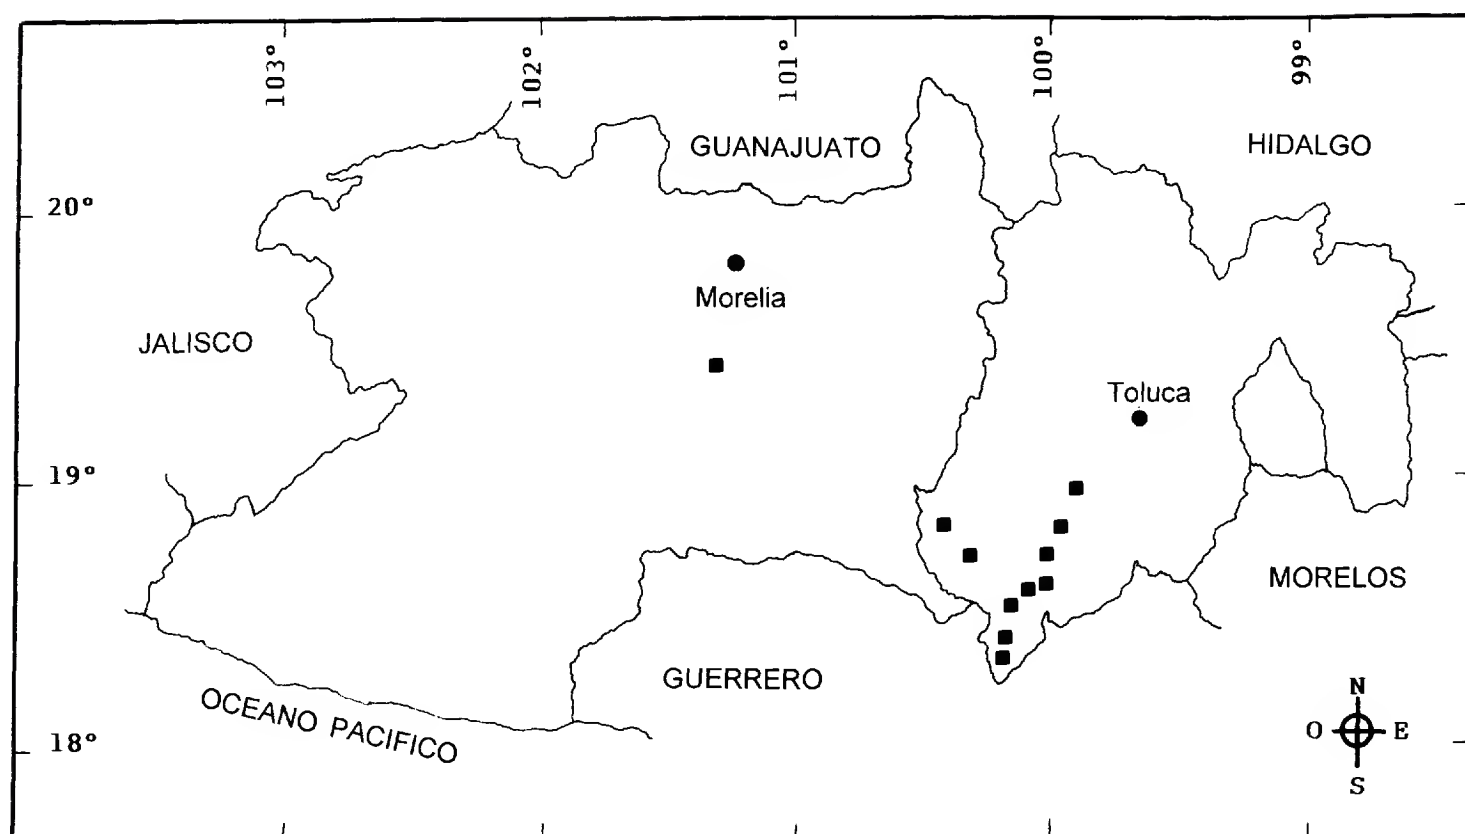 103°
102°
101°
100°
99°
GUANAJUATO
HIDALGO
20°
Morelia
JALISCO
Toluca
19°
MORELOS
GUERRERO
OCEANO PACIFICO
18°
N
O
E
S